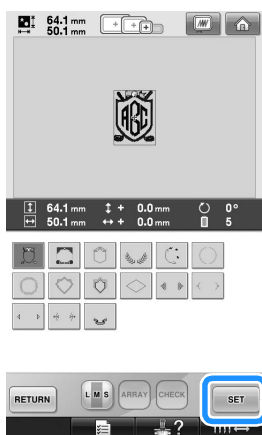 64.1 mm
50.1 mm
ABC
64.1 mm + 0.0 mm 0°
50.1 mm + 0.0 mm 5
RETURN L M S ARRAY CHECK SET
?